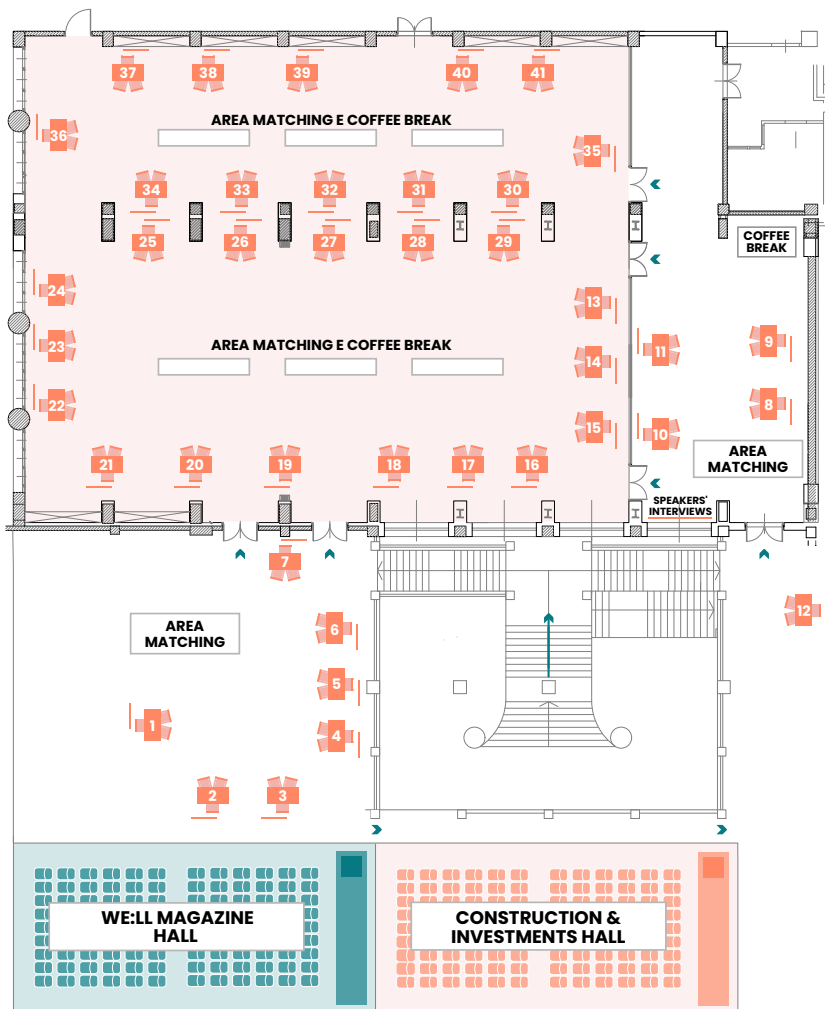 37
38
39
40
41
AREA MATCHING E COFFEE BREAK
36
35
34
33
32
31
30
25
26
27
28
29
COFFEE
BREAK
24
13
23
AREA MATCHING E COFFEE BREAK
14
11
9
22
15
10
8
AREA
MATCHING
21
20
19
18
17
16
SPEAKERS'
INTERVIEWS
7
12
AREA
MATCHING
6
5
1
4
2
3
WE:LL MAGAZINE
HALL
CONSTRUCTION &
INVESTMENTS HALL